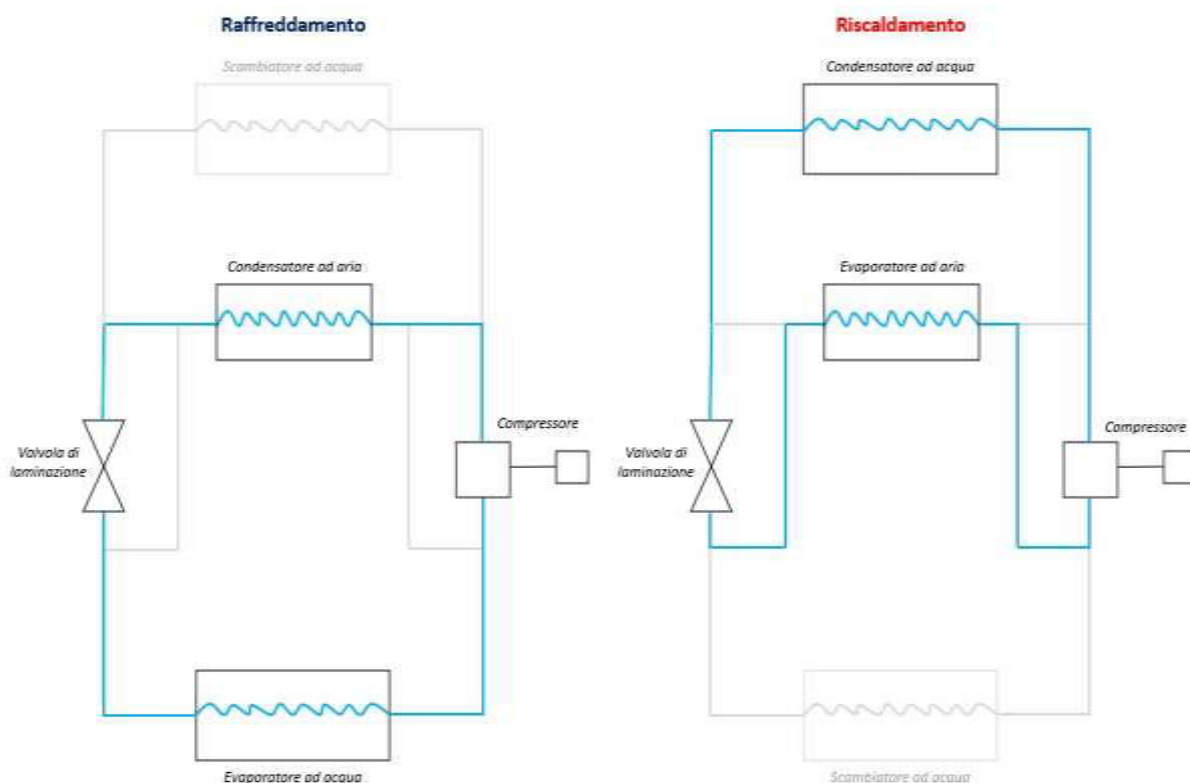 Raffreddamento
Scambiatore ad acqua
Condensatore ad aria
Compressore
Valvola di
laminazione
Evaporatore ad acqua
Riscaldamento
Condensatore ad acqua
Evaporatore ad aria
Compressore
Valvola di
laminazione
Scambiatore ad acqua